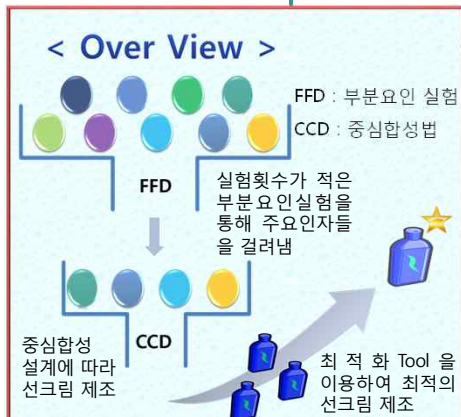 < Over View >
FFD : 부분요인 실험
CCD : 중심합성법
FFD
실험횟수가 적은
부분요인실험을
통해 주요인자들
을 걸러냄
CCD
중심합성
설계에 따라
선크림 제조
최 적 화 Tool 을
이용하여 최적의
선크림 제조